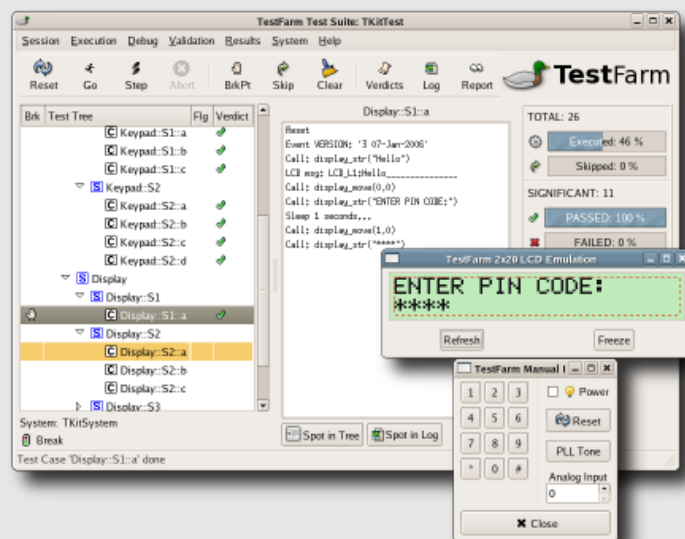 TestFarm Test Suite: TKitTest
Session Execution Debug Validation Results System Help
Reset Go Step Abort BrkPt Skip Clear Verdicts Log Report
TestFarm
Brk Test Tree Flg Verdict
C Keypad::S1::a
C Keypad::S1::b
C Keypad::S1::c
S Keypad::S2
C Keypad::S2::a
C Keypad::S2::b
C Keypad::S2::c
C Keypad::S2::d
S Display
S Display::S1
C Display::S1::a
S Display::S2
C Display::S2::a
C Display::S2::b
C Display::S2::c
S Display::S3
System: TKitSystem
Break
Test Case 'Display::S1::a' done
Display::S1::a
Reset
Event VERSION: '3 07-Jan-2006'
Call: display_str("Hello")
LCD msg: LCD_L1:Hello_______________
Call: display_move(0,0)
Call: display_str("ENTER PIN CODE:")
Sleep 1 seconds...
Call: display_move(1,0)
Call: display_str("****")
Spot in Tree Spot in Log
TOTAL: 26
Executed: 46 %
Skipped: 0 %
SIGNIFICANT: 11
PASSED: 100 %
FAILED: 0 %
TestFarm 2x20 LCD Emulation
ENTER PIN CODE:
****
Refresh Freeze
TestFarm Manual
1 2 3 Power
4 5 6 Reset
7 8 9 PLL Tone
* 0 # Analog Input
0
Close